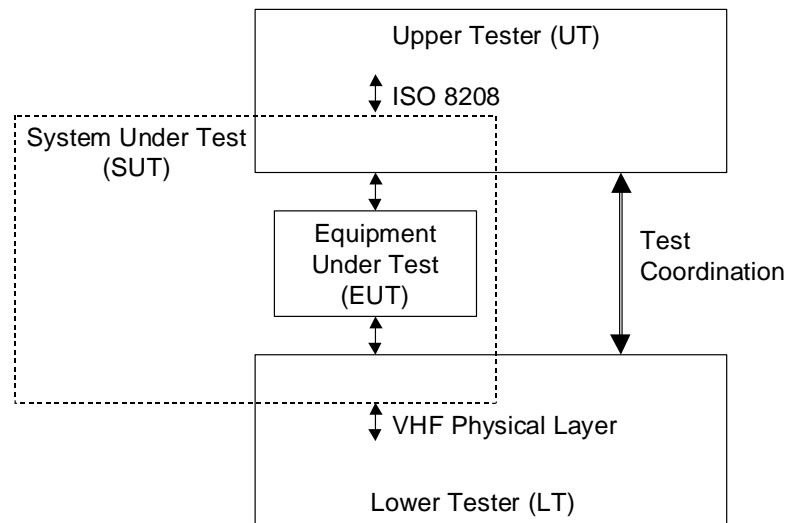 Upper Tester (UT)
ISO 8208
System Under Test
(SUT)
Equipment
Under Test
(EUT)
Test
Coordination
VHF Physical Layer
Lower Tester (LT)